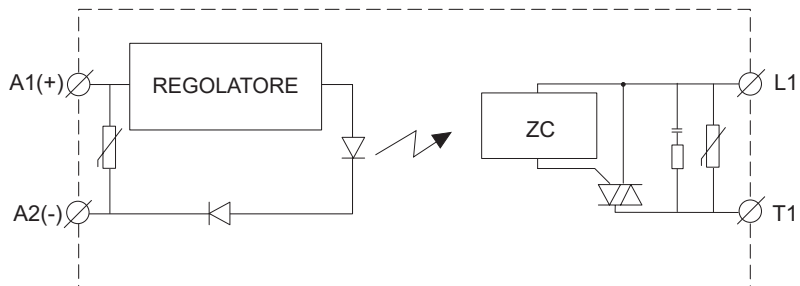 A1(+)
REGOLATORE
L1
ZC
A2(-)
T1